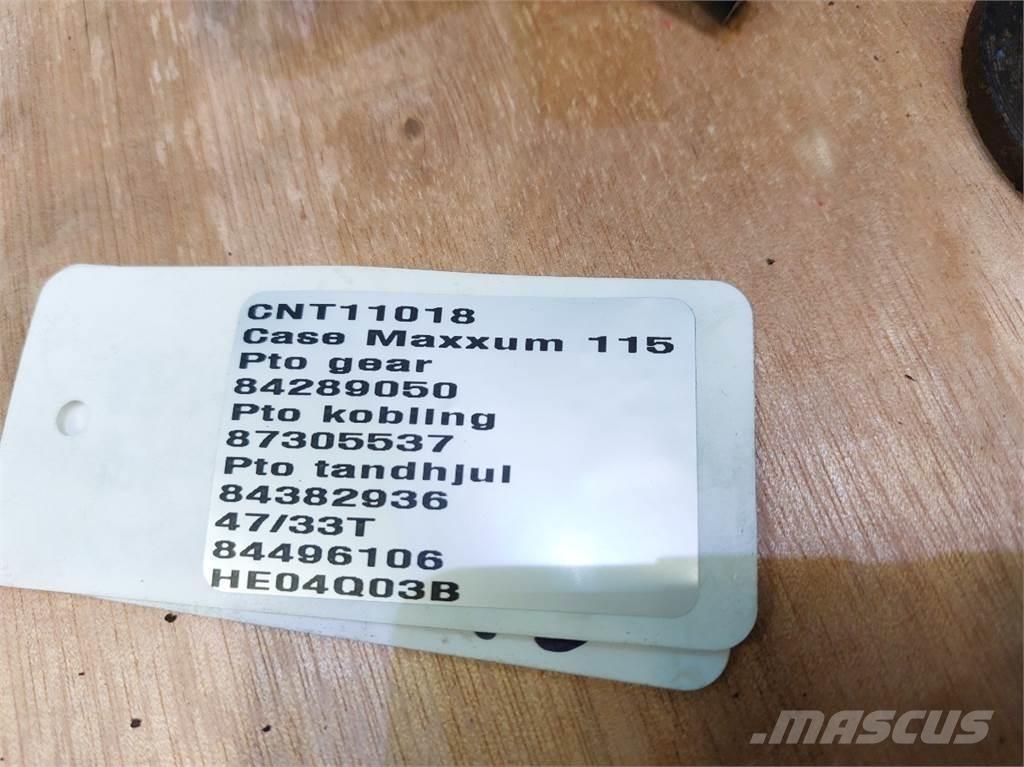 CNT11018
Case Maxxum 115
Pto gear
84289050
Pto kobling
87305537
Pto tandhjul
84382936
47/33T
84496106
HE04Q03B
MASCUS